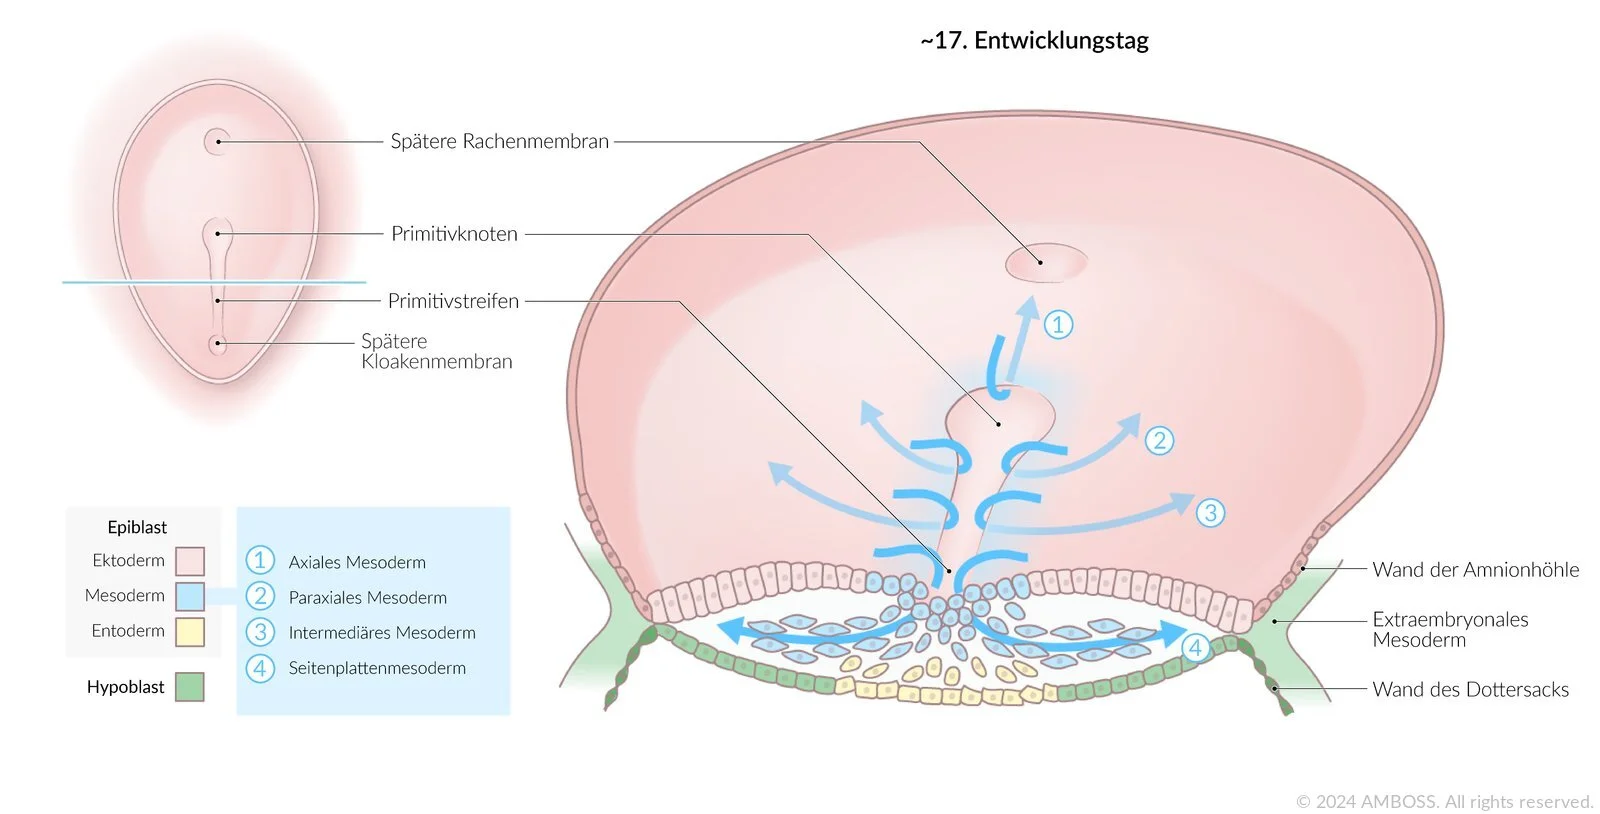 ~17. Entwicklungstag
Spätere Rachenmembran
Primitivknoten
Primitivstreifen
Spätere
Kloakenmembran
1
2
3
4
Epiblast
Ektoderm
Mesoderm
Entoderm
Hypoblast
1 Axiales Mesoderm
2 Paraxiales Mesoderm
3 Intermediäres Mesoderm
4 Seitenplattenmesoderm
Wand der Amnionhöhle
Extraembryonales
Mesoderm
Wand des Dottersacks
© 2024 AMBOSS. All rights reserved.